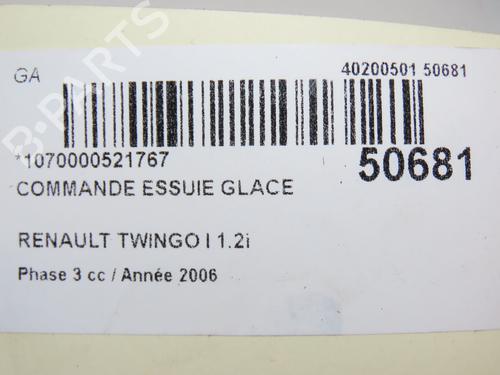 GA
40200501 50681
*1070000521767
50681
COMMANDE ESSUIE GLACE
RENAULT TWINGO I 1.2i
Phase 3 cc / Année 2006
B-PARTS